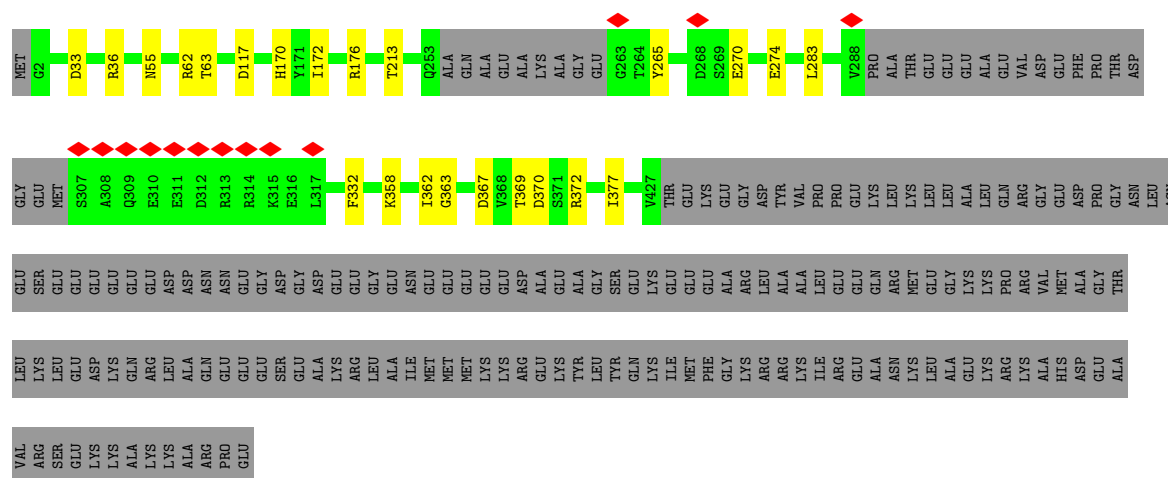 MET G2 D33 R36 N55 R62 T63 D117 H170 Y171 I172 R176 T213 Q253 ALA GLN ALA GLU ALA LYS ALA GLY GLU G263 T264 Y265 D268 S269 E270 E274 L283 V288 PRO ALA THR GLU GLU GLU ALA GLU VAL ASP GLU PHE PRO THR ASP
GLY GLU MET S307 A308 Q309 E310 E311 D312 R313 R314 K315 E316 L317 F332 K358 I362 G363 D367 V368 T369 D370 S371 R372 I377 V427 THR GLU LYS GLU GLY ASP TYR VAL PRO PRO GLU LYS LEU LYS LEU LEU ALA LEU GLN ARG GLY GLU ASP PRO GLY ASN LEU
GLU SER GLU GLU GLU GLU GLU GLU ASP ASP ASN ASN GLU GLY ASP GLY ASP GLU GLU GLY GLU ASN ILE GLU GLU GLU GLU GLU ASP ALA GLU ALA GLY SER GLU LYS GLU GLU GLU ALA ARG LEU ALA ALA LEU GLU GLU GLN ARG MET GLU GLY LYS LYS PRO ARG VAL MET ALA GLY THR
LEU LYS LEU GLU ASP LYS GLN ARG LEU ALA GLN GLU GLU GLU SER GLU ALA LYS ARG LEU ALA ILE MET MET MET LYS LYS ARG GLU LYS TYR LEU TYR GLN LYS ILE MET PHE GLY LYS ARG ARG LYS ILE ARG GLU ALA ASN LYS LEU ALA GLU LYS ARG LYS ALA HIS ASP GLU ALA
VAL ARG SER GLU LYS LYS ALA LYS LYS ALA ARG PRO GLU